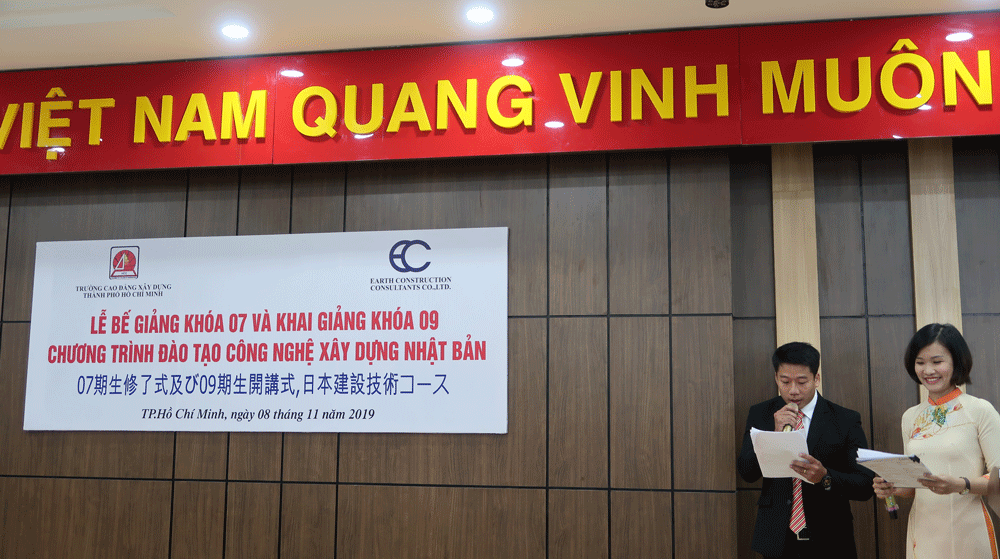 VIỆT NAM QUANG VINH MUÔN
TRƯỜNG CAO ĐẲNG XÂY DỰNG
THÀNH PHỐ HỒ CHÍ MINH
EC
EARTH CONSTRUCTION
CONSULTANTS CO.,LTD.
LỄ BẾ GIẢNG KHÓA 07 VÀ KHAI GIẢNG KHÓA 09
CHƯƠNG TRÌNH ĐÀO TẠO CÔNG NGHỆ XÂY DỰNG NHẬT BẢN
07期生修了式及び09期生開講式,日本建設技術コース
TP.Hồ Chí Minh, ngày 08 tháng 11 năm 2019